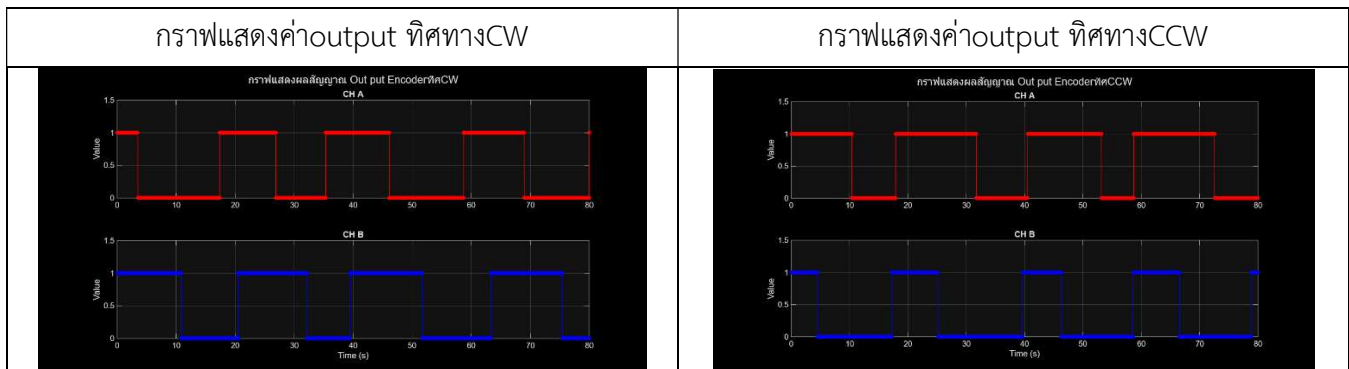 กราฟแสดงค่าoutput ทิศทางCW
กราฟแสดงผลสัญญาณ Out put EncoderทิศCW
CH A
1.5
1
0.5
0
Value
0 10 20 30 40 50 60 70 80
CH B
1.5
1
0.5
0
Value
0 10 20 30 40 50 60 70 80
Time (s)
กราฟแสดงค่าoutput ทิศทางCCW
กราฟแสดงผลสัญญาณ Out put EncoderทิศCCW
CH A
1.5
1
0.5
0
Value
0 10 20 30 40 50 60 70 80
CH B
1.5
1
0.5
0
Value
0 10 20 30 40 50 60 70 80
Time (s)